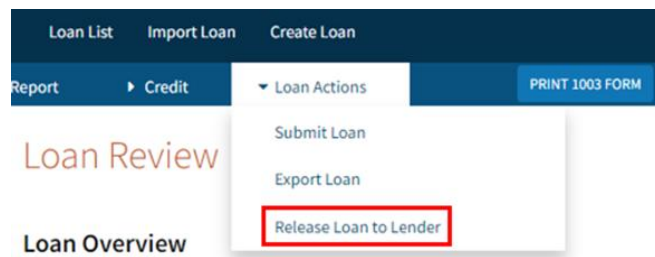 Loan List Import Loan Create Loan
Report Credit Loan Actions PRINT 1003 FORM
Submit Loan
Loan Review
Export Loan
Release Loan to Lender
Loan Overview